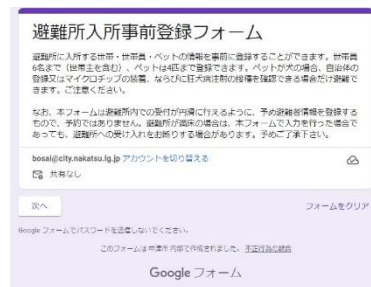 避難所入所事前登録フォーム
避難所に入所する世帯・世帯員・ペットの情報を事前に登録することができます。世帯員
6名まで（世帯主を含む）、ペットは4匹まで登録できます。ペットが犬の場合、自治体の
登録又はマイクロチップの装着、ならびに狂犬病注射の接種を確認できる場合だけ避難で
きます。ご注意ください。
なお、本フォームは避難所内での受付が円滑に行えるように、予め避難者情報を登録する
もので、予約ではありません。避難所が満床の場合は、本フォームで入力を行った場合で
あっても、避難所への受け入れをお断りする場合があります。予めご了承下さい。
bosai@city.nakatsu.lg.jp アカウントを切り替える
共有なし
次へ
フォームをクリア
Google フォームでパスワードを送信しないでください。
このフォームは 中津市 内部で作成されました。 不正行為の報告
Google フォーム